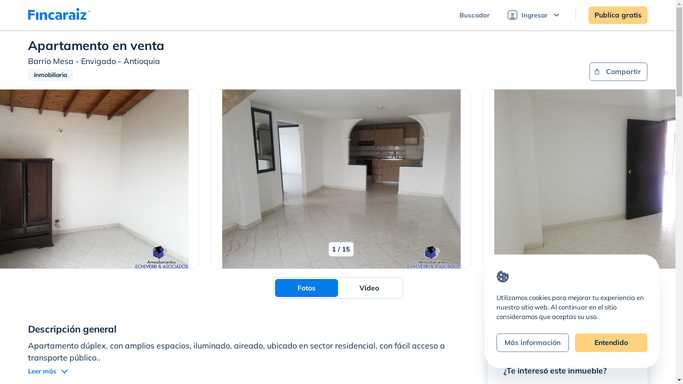 Fincaraíz
Buscador
Ingresar
Publica gratis
Apartamento en venta
Barrio Mesa - Envigado - Antioquia
Inmobiliaria
Compartir
Arrendamientos
ECHEVERRI & ASOCIADOS
1 / 15
Fotos
Video
Descripción general
Apartamento dúplex, con amplios espacios, iluminado, aireado, ubicado en sector residencial, con fácil acceso a
transporte público..
Leer más
Utilizamos cookies para mejorar tu experiencia en
nuestro sitio web. Al continuar en el sitio
consideramos que aceptas su uso.
Más información
Entendido
¿Te interesó este inmueble?